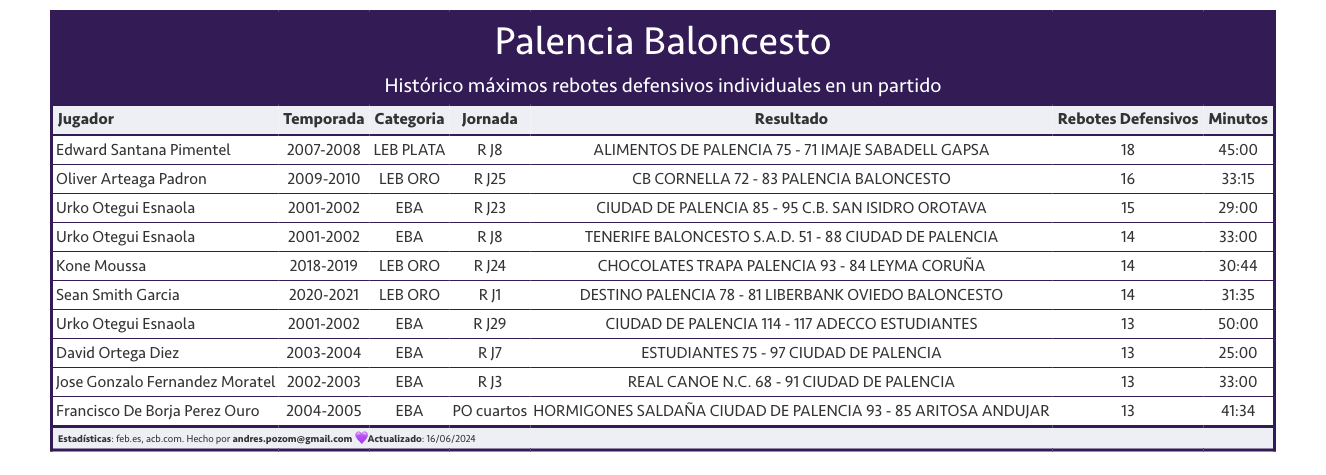 Palencia Baloncesto
Histórico máximos rebotes defensivos individuales en un partido
Jugador Temporada Categoria Jornada Resultado Rebotes Defensivos Minutos
Edward Santana Pimentel 2007-2008 LEB PLATA R J8 ALIMENTOS DE PALENCIA 75 - 71 IMAJE SABADELL GAPSA 18 45:00
Oliver Arteaga Padron 2009-2010 LEB ORO R J25 CB CORNELLA 72 - 83 PALENCIA BALONCESTO 16 33:15
Urko Otegui Esnaola 2001-2002 EBA R J23 CIUDAD DE PALENCIA 85 - 95 C.B. SAN ISIDRO OROTAVA 15 29:00
Urko Otegui Esnaola 2001-2002 EBA R J8 TENERIFE BALONCESTO S.A.D. 51 - 88 CIUDAD DE PALENCIA 14 33:00
Kone Moussa 2018-2019 LEB ORO R J24 CHOCOLATES TRAPA PALENCIA 93 - 84 LEYMA CORUÑA 14 30:44
Sean Smith Garcia 2020-2021 LEB ORO R J1 DESTINO PALENCIA 78 - 81 LIBERBANK OVIEDO BALONCESTO 14 31:35
Urko Otegui Esnaola 2001-2002 EBA R J29 CIUDAD DE PALENCIA 114 - 117 ADECCO ESTUDIANTES 13 50:00
David Ortega Diez 2003-2004 EBA R J7 ESTUDIANTES 75 - 97 CIUDAD DE PALENCIA 13 25:00
Jose Gonzalo Fernandez Moratel 2002-2003 EBA R J3 REAL CANOE N.C. 68 - 91 CIUDAD DE PALENCIA 13 33:00
Francisco De Borja Perez Ouro 2004-2005 EBA PO cuartos HORMIGONES SALDAÑA CIUDAD DE PALENCIA 93 - 85 ARITOSA ANDUJAR 13 41:34
Estadísticas: feb.es, acb.com. Hecho por andres.pozom@gmail.com 💜Actualizado: 16/06/2024